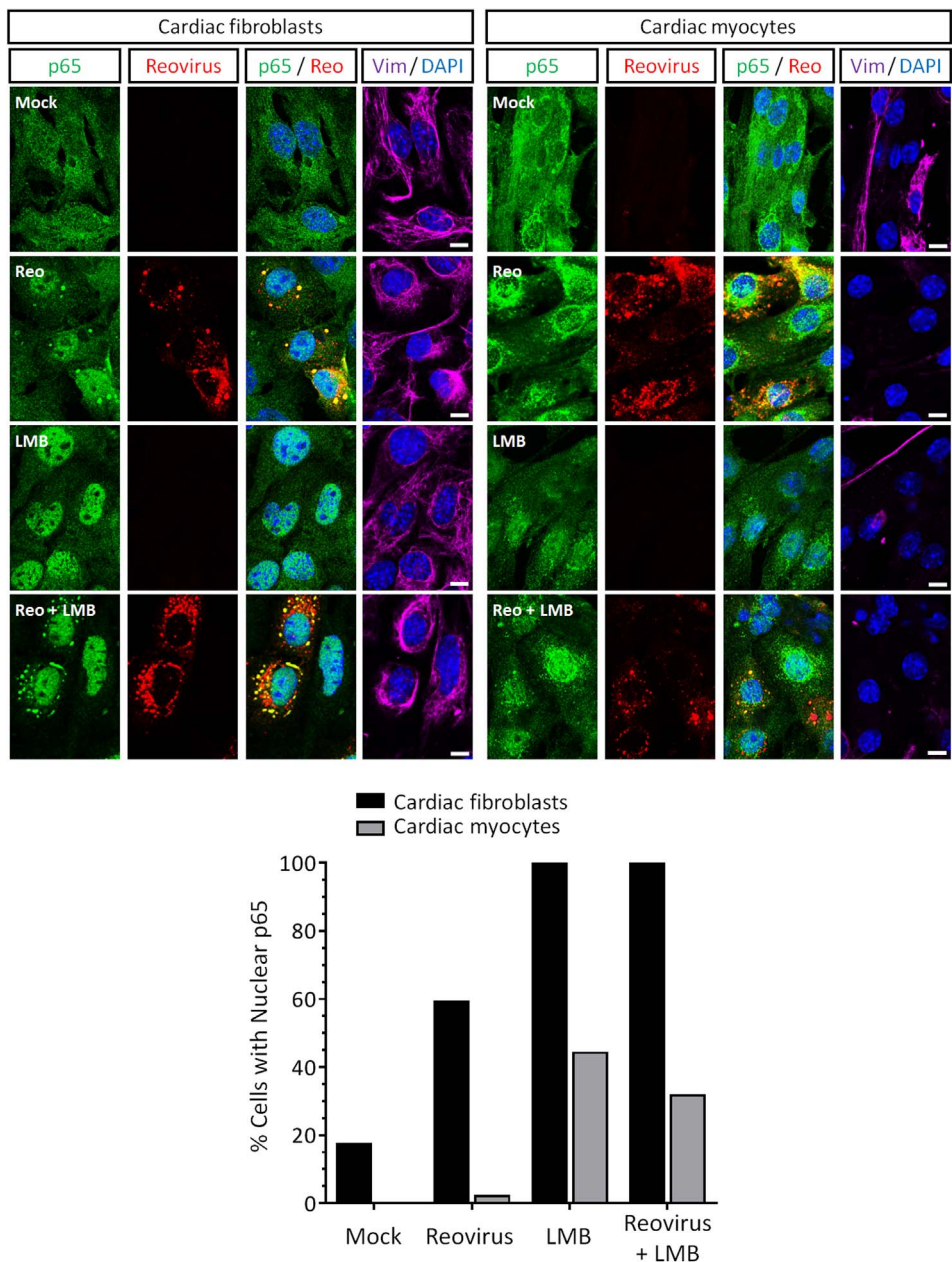 Cardiac fibroblasts
Cardiac myocytes
p65
Reovirus
p65 / Reo
Vim / DAPI
p65
Reovirus
p65 / Reo
Vim / DAPI
Mock
Mock
Reo
Reo
LMB
LMB
Reo + LMB
Reo + LMB
Cardiac fibroblasts
Cardiac myocytes
% Cells with Nuclear p65
100
80
60
40
20
0
Mock
Reovirus
LMB
Reovirus
+ LMB